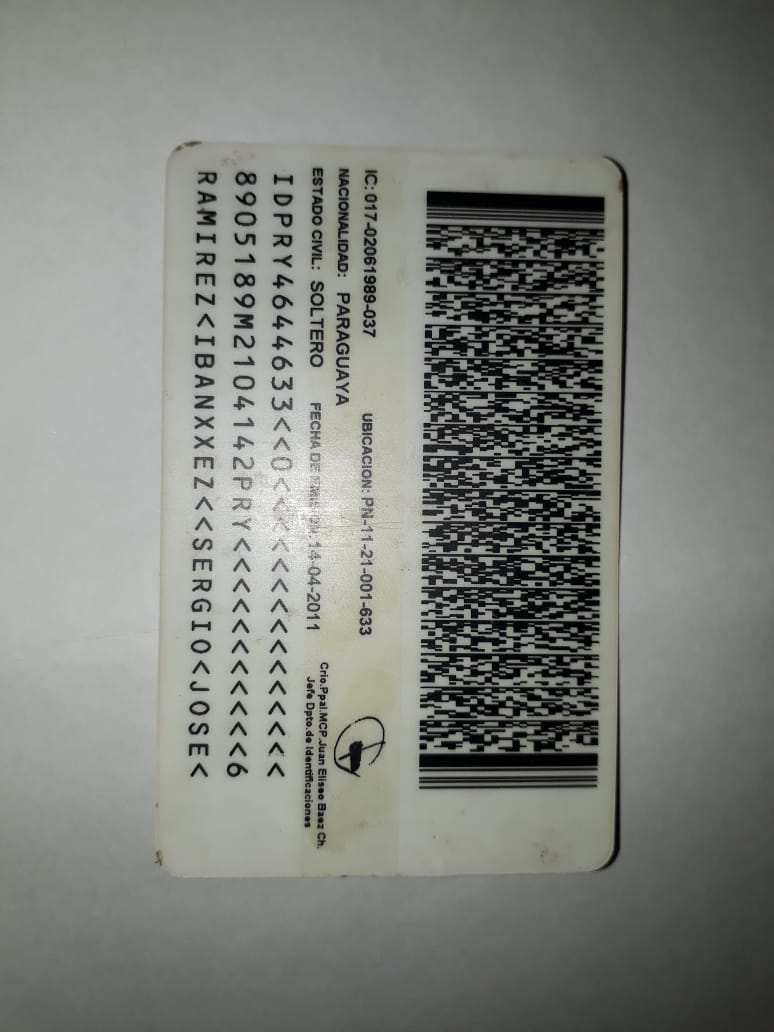 IC: 017-02061989-037 UBICACION: PN-11-21-001-633
NACIONALIDAD: PARAGUAYA
ESTADO CIVIL: SOLTERO FECHA DE EMISION: 14-04-2011
Crio.Ppal.MCP.Juan Eliseo Baez Ch.
Jefe Dpto.de Identificaciones
IDPRY4644633<<0<<<<<<<<<<<<<<<
8905189M2104142PRY<<<<<<<<<<<6
RAMIREZ<IBANXXEZ<<SERGIO<JOSE<